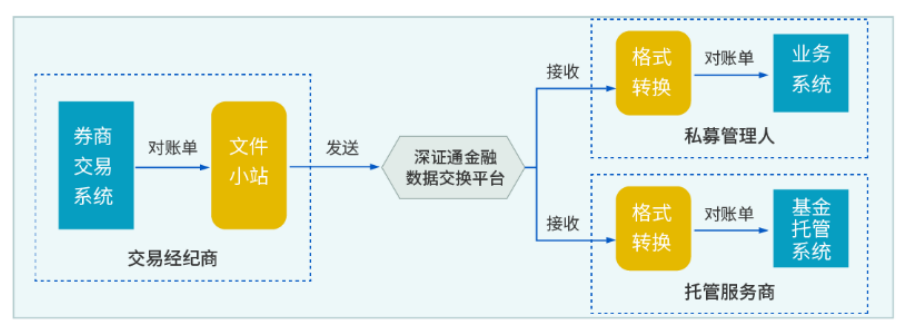 券商
交易
系统
对账单
文件
小站
交易经纪商
发送
深证通金融
数据交换平台
接收
格式
转换
对账单
业务
系统
私募管理人
接收
格式
转换
对账单
基金
托管
系统
托管服务商